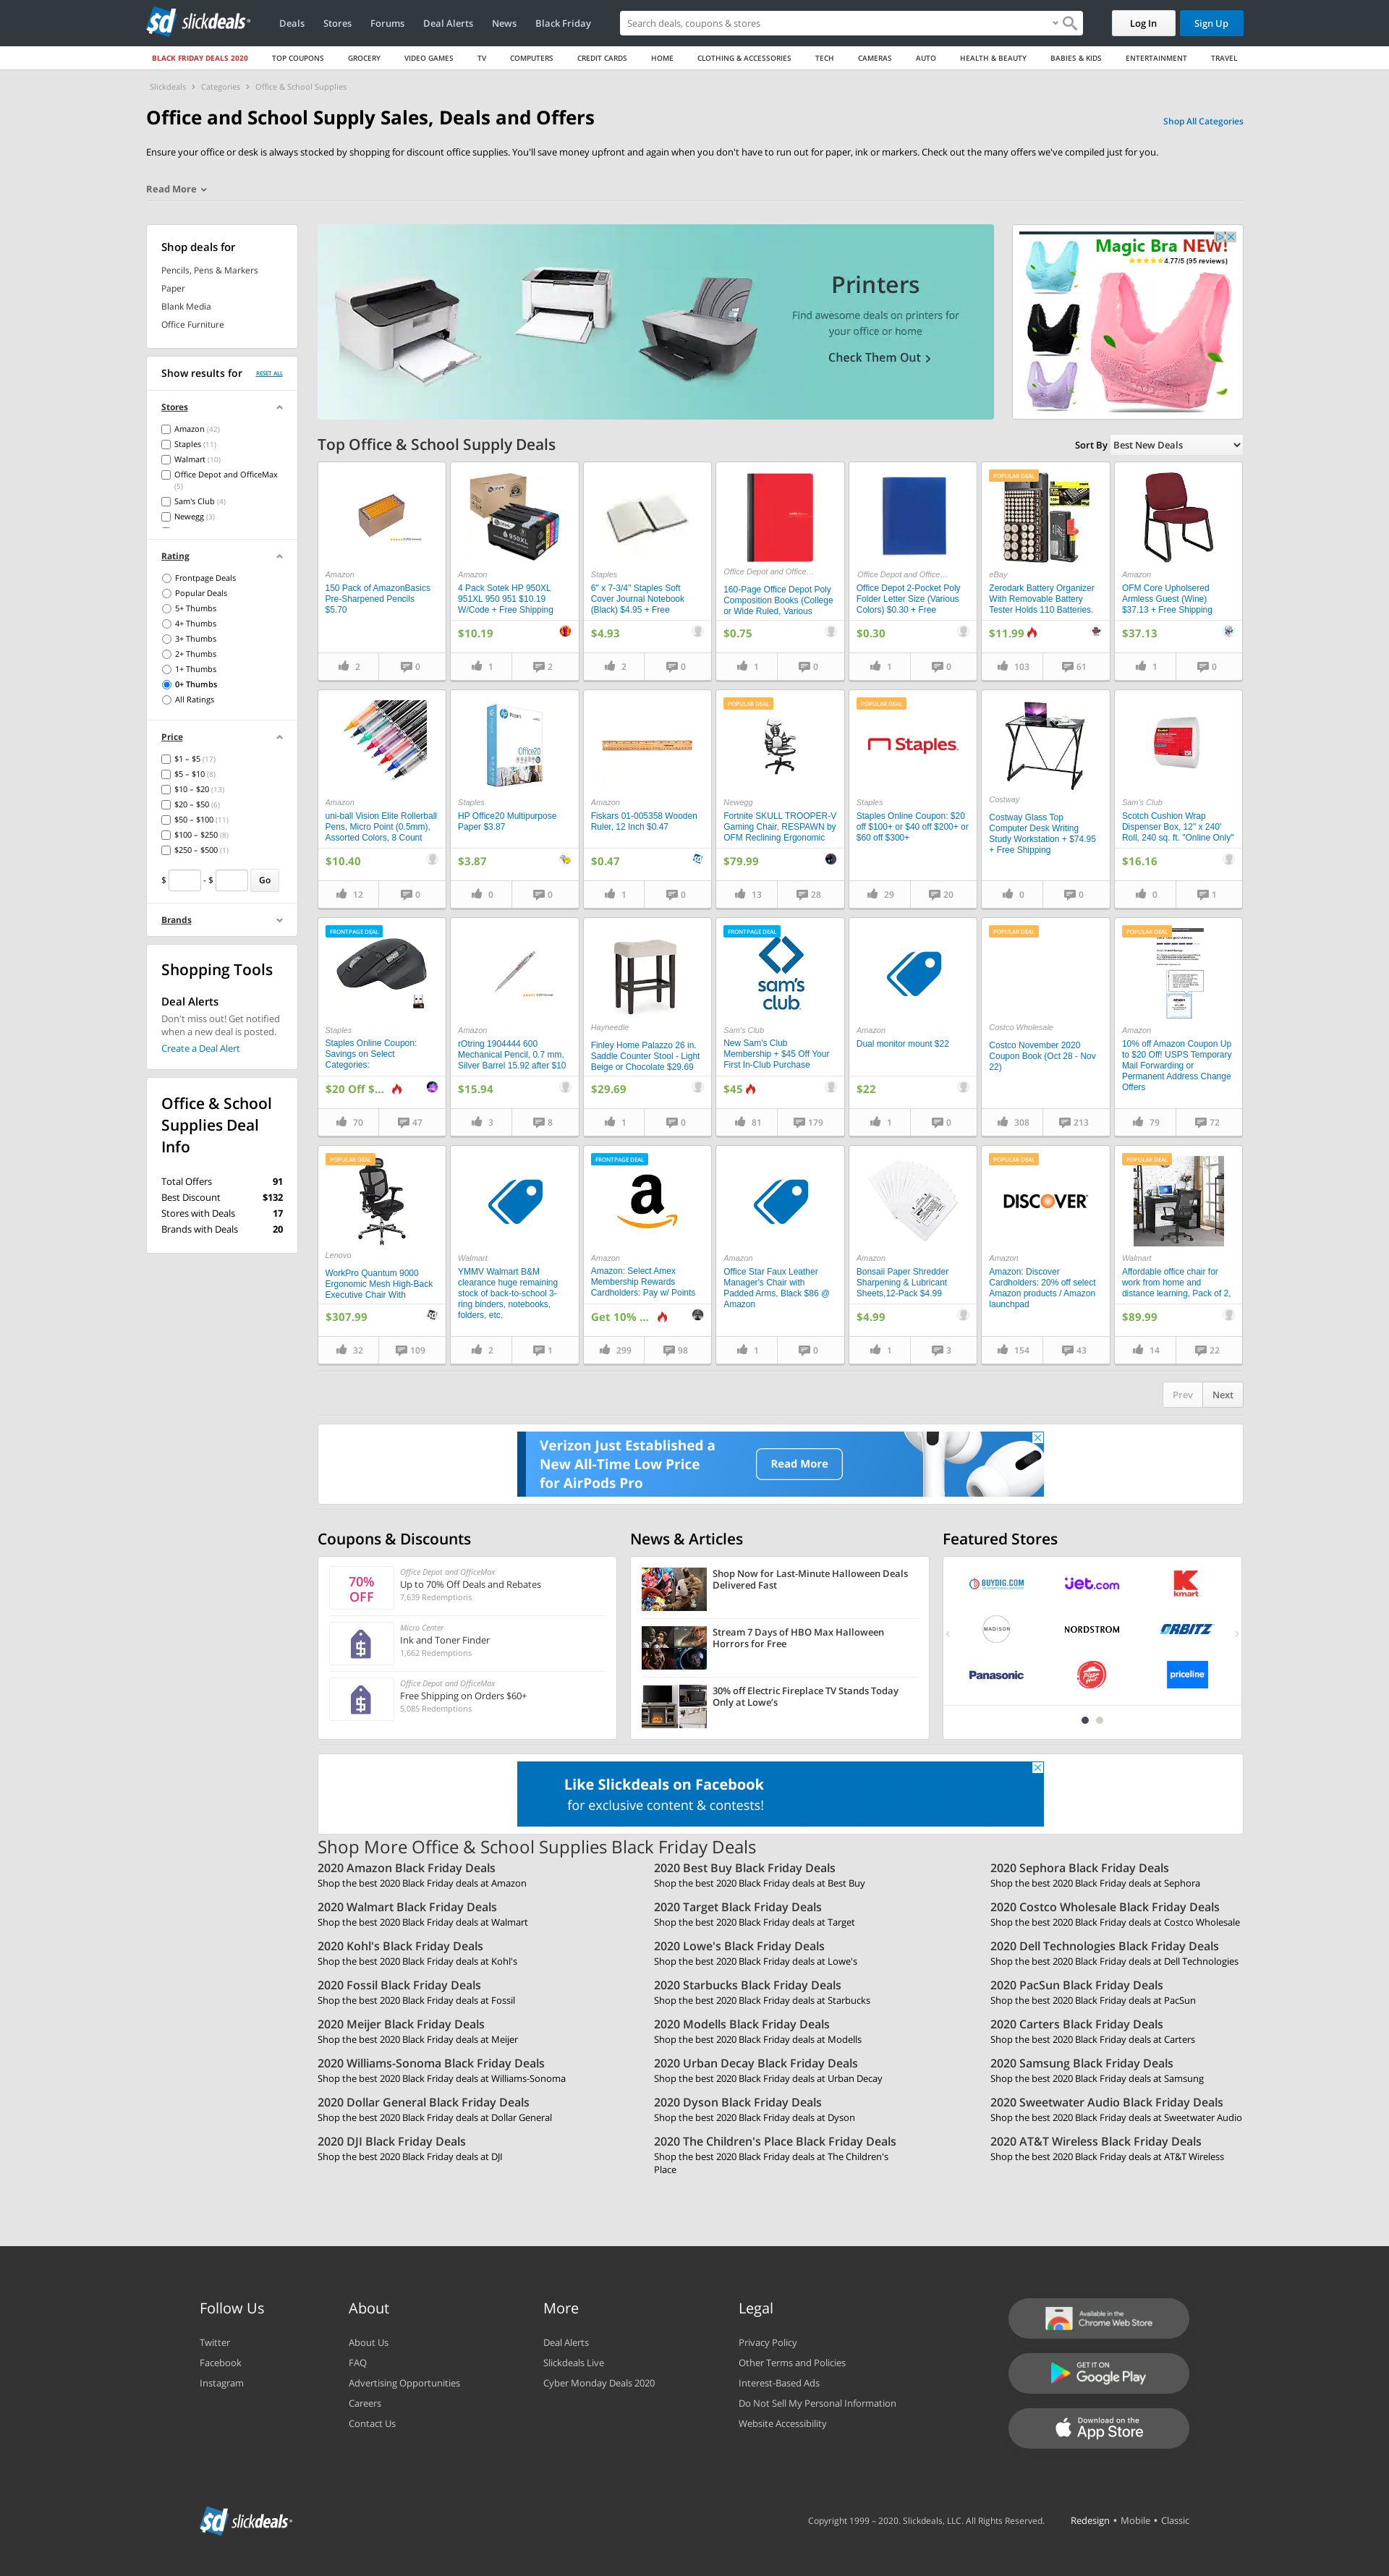 slickdeals
Deals Stores Forums Deal Alerts News Black Friday
Search deals, coupons & stores
Log In
Sign Up
BLACK FRIDAY DEALS 2020 TOP COUPONS GROCERY VIDEO GAMES TV COMPUTERS CREDIT CARDS HOME CLOTHING & ACCESSORIES TECH CAMERAS AUTO HEALTH & BEAUTY BABIES & KIDS ENTERTAINMENT TRAVEL
Slickdeals › Categories › Office & School Supplies
Office and School Supply Sales, Deals and Offers
Shop All Categories
Ensure your office or desk is always stocked by shopping for discount office supplies. You'll save money upfront and again when you don't have to run out for paper, ink or markers. Check out the many offers we've compiled just for you.
Read More
Shop deals for
Pencils, Pens & Markers
Paper
Blank Media
Office Furniture
Show results for
RESET ALL
Stores
Amazon (42)
Staples (11)
Walmart (10)
Office Depot and OfficeMax
(5)
Sam's Club (4)
Newegg (3)
Rating
Frontpage Deals
Popular Deals
5+ Thumbs
4+ Thumbs
3+ Thumbs
2+ Thumbs
1+ Thumbs
0+ Thumbs
All Ratings
Price
$1 – $5 (17)
$5 – $10 (8)
$10 – $20 (13)
$20 – $50 (6)
$50 – $100 (11)
$100 – $250 (8)
$250 – $500 (1)
$ - $ Go
Brands
Shopping Tools
Deal Alerts
Don't miss out! Get notified
when a new deal is posted.
Create a Deal Alert
Office & School
Supplies Deal
Info
Total Offers 91
Best Discount $132
Stores with Deals 17
Brands with Deals 20
Printers
Find awesome deals on printers for
your office or home
Check Them Out
Magic Bra NEW!
4.77/5 (95 reviews)
Top Office & School Supply Deals
Sort By Best New Deals
Amazon
150 Pack of AmazonBasics
Pre-Sharpened Pencils
$5.70
2 0
950XL
Amazon
4 Pack Sotek HP 950XL
951XL 950 951 $10.19
W/Code + Free Shipping
$10.19
1 2
Staples
6" x 7-3/4" Staples Soft
Cover Journal Notebook
(Black) $4.95 + Free
$4.93
2 0
Office Depot and Office…
160-Page Office Depot Poly
Composition Books (College
or Wide Ruled, Various
$0.75
1 0
Office Depot and Office…
Office Depot 2-Pocket Poly
Folder Letter Size (Various
Colors) $0.30 + Free
$0.30
1 0
POPULAR DEAL
eBay
Zerodark Battery Organizer
With Removable Battery
Tester Holds 110 Batteries.
$11.99
103 61
Amazon
OFM Core Upholsered
Armless Guest (Wine)
$37.13 + Free Shipping
$37.13
1 0
Amazon
uni-ball Vision Elite Rollerball
Pens, Micro Point (0.5mm),
Assorted Colors, 8 Count
$10.40
12 0
Office20
Staples
HP Office20 Multipurpose
Paper $3.87
$3.87
0 0
Amazon
Fiskars 01-005358 Wooden
Ruler, 12 Inch $0.47
$0.47
1 0
POPULAR DEAL
Newegg
Fortnite SKULL TROOPER-V
Gaming Chair, RESPAWN by
OFM Reclining Ergonomic
$79.99
13 28
POPULAR DEAL
Staples
Staples
Staples Online Coupon: $20
off $100+ or $40 off $200+ or
$60 off $300+
29 20
Costway
Costway Glass Top
Computer Desk Writing
Study Workstation + $74.95
+ Free Shipping
0 0
Sam's Club
Scotch Cushion Wrap
Dispenser Box, 12" x 240'
Roll, 240 sq. ft. "Online Only"
$16.16
0 1
FRONTPAGE DEAL
Staples
Staples Online Coupon:
Savings on Select
Categories:
$20 Off $...
70 47
Amazon
rOtring 1904444 600
Mechanical Pencil, 0.7 mm,
Silver Barrel 15.92 after $10
$15.94
3 8
Hayneedle
Finley Home Palazzo 26 in.
Saddle Counter Stool - Light
Beige or Chocolate $29.69
$29.69
1 0
FRONTPAGE DEAL
sam's
club
Sam's Club
New Sam's Club
Membership + $45 Off Your
First In-Club Purchase
$45
81 179
Amazon
Dual monitor mount $22
$22
1 0
POPULAR DEAL
Costco Wholesale
Costco November 2020
Coupon Book (Oct 28 - Nov
22)
308 213
POPULAR DEAL
Amazon
10% off Amazon Coupon Up
to $20 Off! USPS Temporary
Mail Forwarding or
Permanent Address Change
Offers
79 72
POPULAR DEAL
Lenovo
WorkPro Quantum 9000
Ergonomic Mesh High-Back
Executive Chair With
$307.99
32 109
Walmart
YMMV Walmart B&M
clearance huge remaining
stock of back-to-school 3-
ring binders, notebooks,
folders, etc.
2 1
FRONTPAGE DEAL
Amazon
Amazon: Select Amex
Membership Rewards
Cardholders: Pay w/ Points
Get 10% ...
299 98
Amazon
Office Star Faux Leather
Manager's Chair with
Padded Arms, Black $86 @
Amazon
1 0
Amazon
Bonsaii Paper Shredder
Sharpening & Lubricant
Sheets,12-Pack $4.99
$4.99
1 3
POPULAR DEAL
DISCOVER
Amazon
Amazon: Discover
Cardholders: 20% off select
Amazon products / Amazon
launchpad
154 43
POPULAR DEAL
Walmart
Affordable office chair for
work from home and
distance learning, Pack of 2,
$89.99
14 22
Prev Next
Verizon Just Established a
New All-Time Low Price
for AirPods Pro
Read More
Coupons & Discounts
70%
OFF
Office Depot and OfficeMax
Up to 70% Off Deals and Rebates
7,639 Redemptions
Micro Center
Ink and Toner Finder
1,662 Redemptions
Office Depot and OfficeMax
Free Shipping on Orders $60+
5,085 Redemptions
News & Articles
Shop Now for Last-Minute Halloween Deals
Delivered Fast
Stream 7 Days of HBO Max Halloween
Horrors for Free
30% off Electric Fireplace TV Stands Today
Only at Lowe's
Featured Stores
BUYDIG.COM
jet.com
kmart
MADISON
NORDSTROM
ORBITZ
Panasonic
Pizza Hut
priceline
Like Slickdeals on Facebook
for exclusive content & contests!
Shop More Office & School Supplies Black Friday Deals
2020 Amazon Black Friday Deals
Shop the best 2020 Black Friday deals at Amazon
2020 Best Buy Black Friday Deals
Shop the best 2020 Black Friday deals at Best Buy
2020 Sephora Black Friday Deals
Shop the best 2020 Black Friday deals at Sephora
2020 Walmart Black Friday Deals
Shop the best 2020 Black Friday deals at Walmart
2020 Target Black Friday Deals
Shop the best 2020 Black Friday deals at Target
2020 Costco Wholesale Black Friday Deals
Shop the best 2020 Black Friday deals at Costco Wholesale
2020 Kohl's Black Friday Deals
Shop the best 2020 Black Friday deals at Kohl's
2020 Lowe's Black Friday Deals
Shop the best 2020 Black Friday deals at Lowe's
2020 Dell Technologies Black Friday Deals
Shop the best 2020 Black Friday deals at Dell Technologies
2020 Fossil Black Friday Deals
Shop the best 2020 Black Friday deals at Fossil
2020 Starbucks Black Friday Deals
Shop the best 2020 Black Friday deals at Starbucks
2020 PacSun Black Friday Deals
Shop the best 2020 Black Friday deals at PacSun
2020 Meijer Black Friday Deals
Shop the best 2020 Black Friday deals at Meijer
2020 Modells Black Friday Deals
Shop the best 2020 Black Friday deals at Modells
2020 Carters Black Friday Deals
Shop the best 2020 Black Friday deals at Carters
2020 Williams-Sonoma Black Friday Deals
Shop the best 2020 Black Friday deals at Williams-Sonoma
2020 Urban Decay Black Friday Deals
Shop the best 2020 Black Friday deals at Urban Decay
2020 Samsung Black Friday Deals
Shop the best 2020 Black Friday deals at Samsung
2020 Dollar General Black Friday Deals
Shop the best 2020 Black Friday deals at Dollar General
2020 Dyson Black Friday Deals
Shop the best 2020 Black Friday deals at Dyson
2020 Sweetwater Audio Black Friday Deals
Shop the best 2020 Black Friday deals at Sweetwater Audio
2020 DJI Black Friday Deals
Shop the best 2020 Black Friday deals at DJI
2020 The Children's Place Black Friday Deals
Shop the best 2020 Black Friday deals at The Children's
Place
2020 AT&T Wireless Black Friday Deals
Shop the best 2020 Black Friday deals at AT&T Wireless
Follow Us
Twitter
Facebook
Instagram
About
About Us
FAQ
Advertising Opportunities
Careers
Contact Us
More
Deal Alerts
Slickdeals Live
Cyber Monday Deals 2020
Legal
Privacy Policy
Other Terms and Policies
Interest-Based Ads
Do Not Sell My Personal Information
Website Accessibility
Available in the
Chrome Web Store
GET IT ON
Google Play
Download on the
App Store
slickdeals
Copyright 1999 – 2020. Slickdeals, LLC. All Rights Reserved.
Redesign • Mobile • Classic